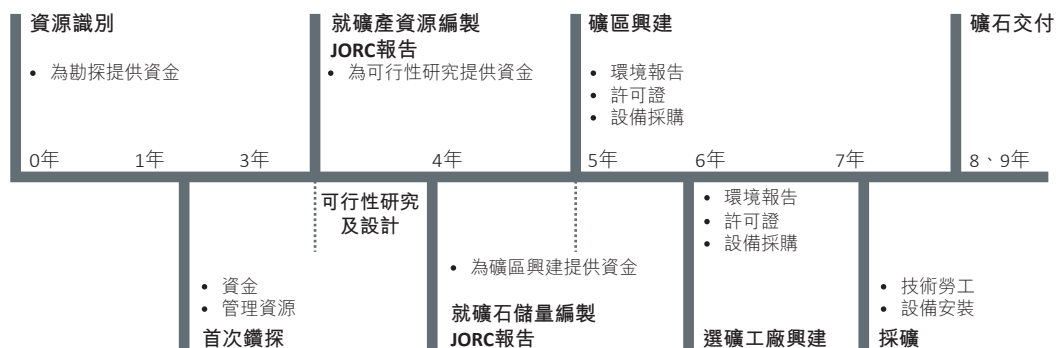 資源識別
• 為勘探提供資金
就礦產資源編製
JORC報告
• 為可行性研究提供資金
礦區興建
• 環境報告
• 許可證
• 設備採購
礦石交付
0年 1年 3年 4年 5年 6年 7年 8、9年
可行性研究
及設計
• 資金
• 管理資源
首次鑽探
• 為礦區興建提供資金
就礦石儲量編製
JORC報告
• 環境報告
• 許可證
• 設備採購
選礦工廠興建
• 技術勞工
• 設備安裝
採礦